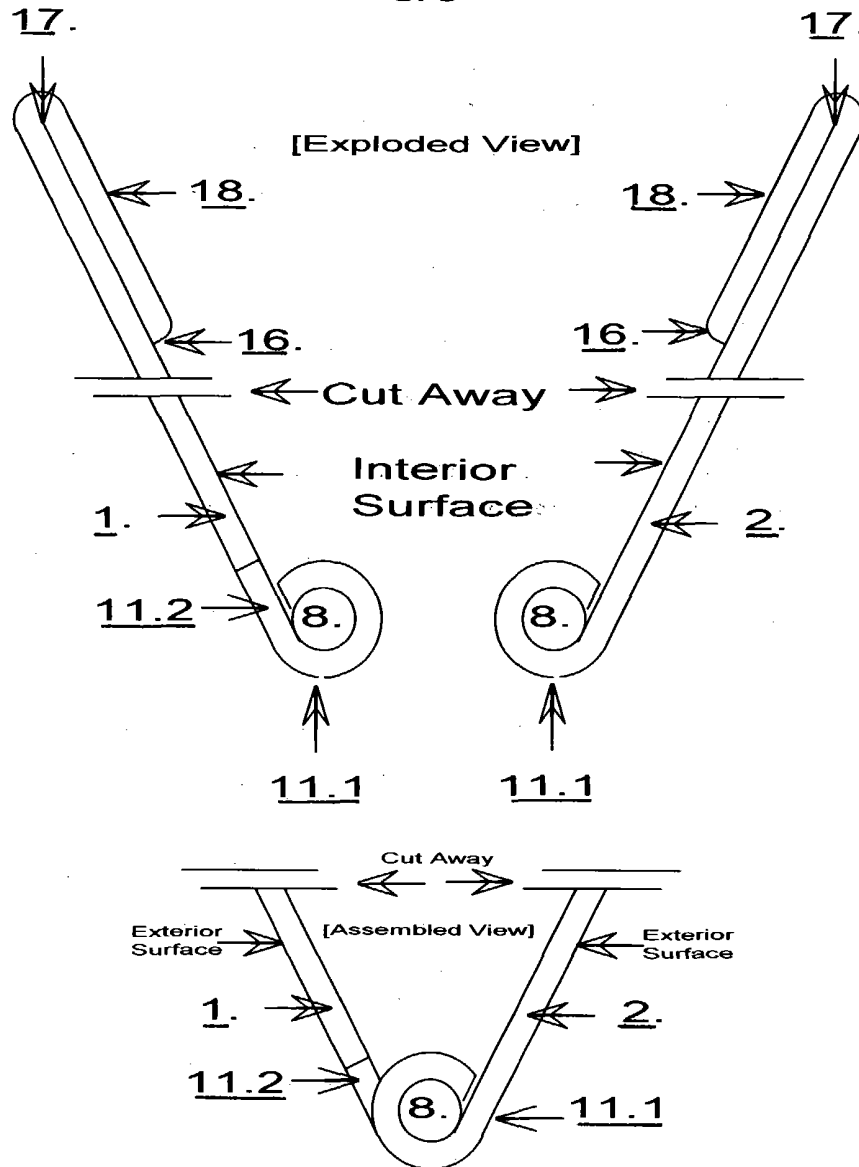 17. 17.
[Exploded View]
18. 18.
16. 16.
Cut Away
Interior
Surface
1. 2.
11.2 8. 8.
11.1 11.1
Cut Away
[Assembled View]
Exterior
Surface
Exterior
Surface
1. 2.
11.2 8. 11.1